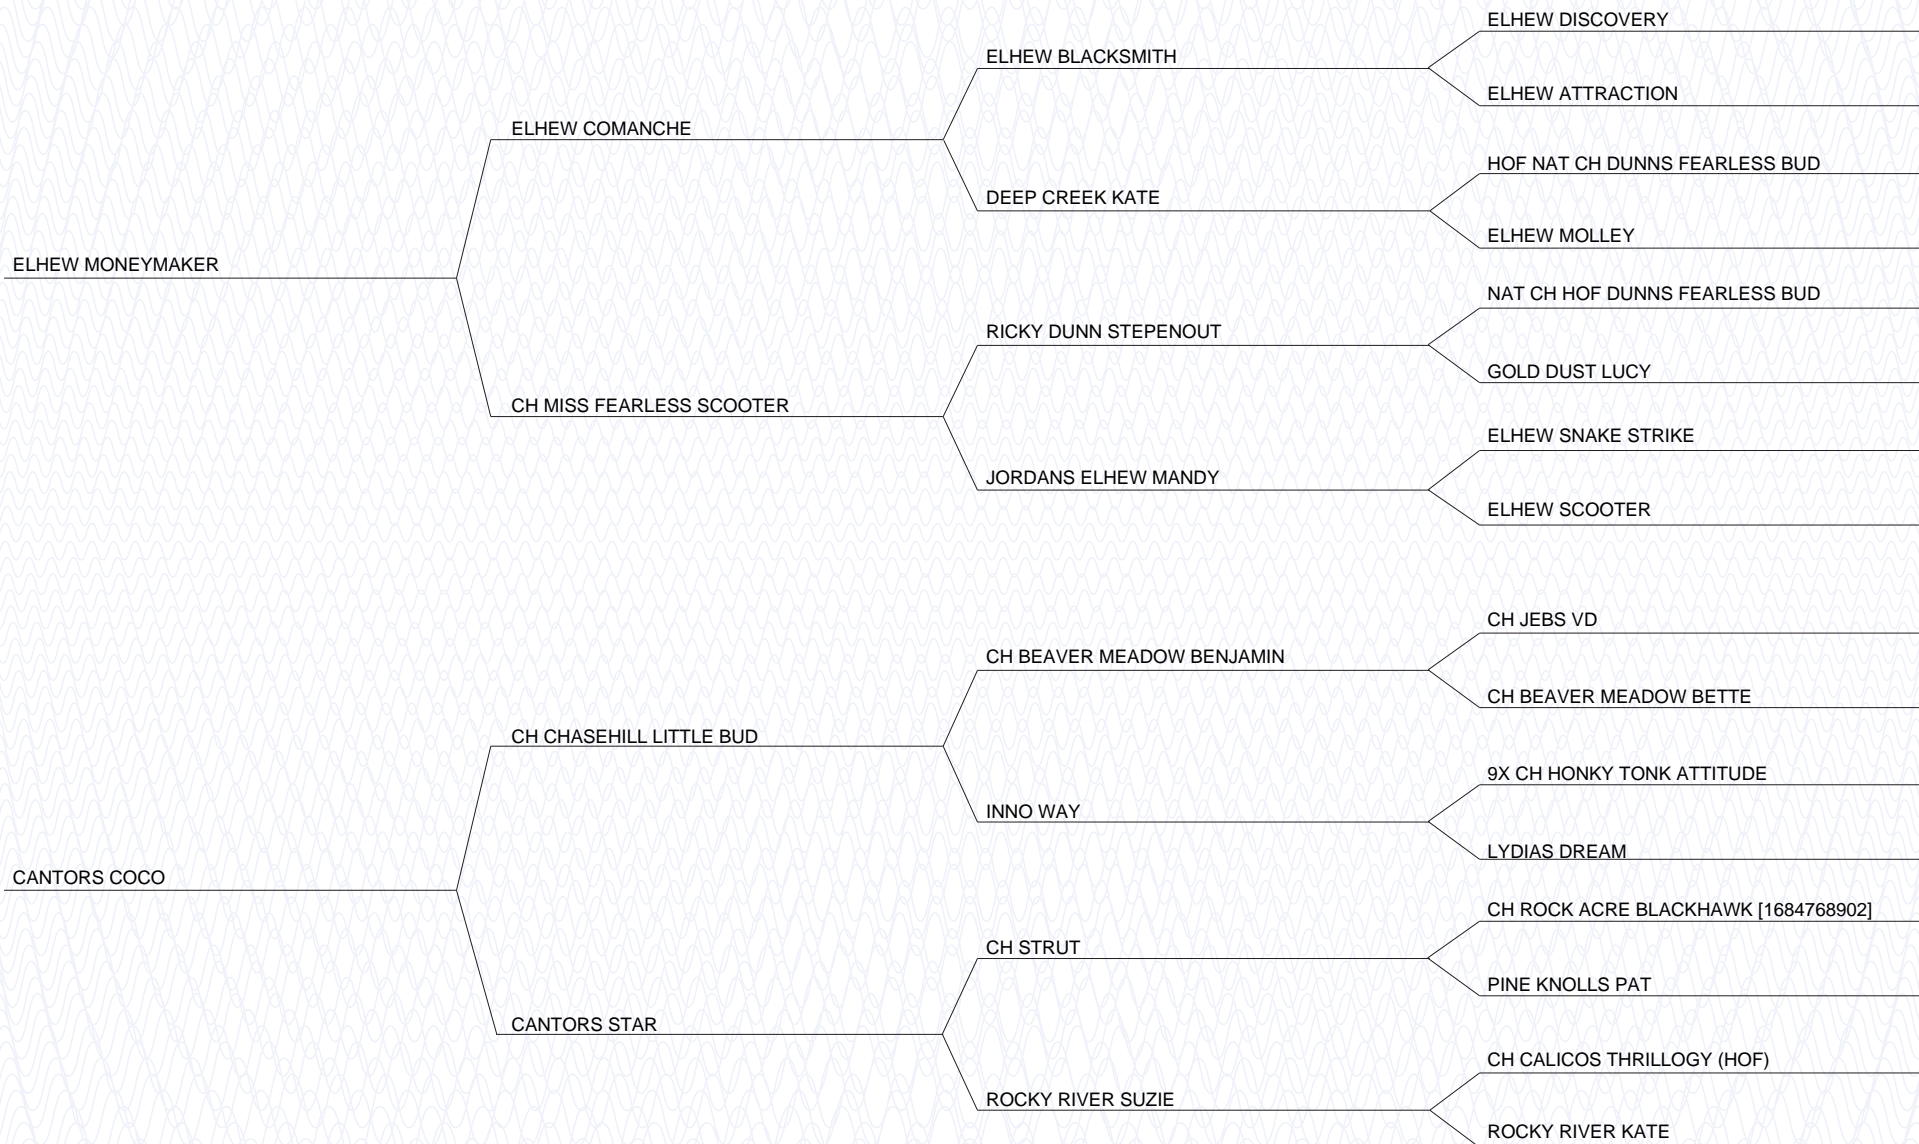 ELHEW DISCOVERY
ELHEW BLACKSMITH
ELHEW ATTRACTION
ELHEW COMANCHE
HOF NAT CH DUNNS FEARLESS BUD
DEEP CREEK KATE
ELHEW MOLLEY
ELHEW MONEYMAKER
NAT CH HOF DUNNS FEARLESS BUD
RICKY DUNN STEPENOUT
GOLD DUST LUCY
CH MISS FEARLESS SCOOTER
ELHEW SNAKE STRIKE
JORDANS ELHEW MANDY
ELHEW SCOOTER
CH JEBS VD
CH BEAVER MEADOW BENJAMIN
CH BEAVER MEADOW BETTE
CH CHASEHILL LITTLE BUD
9X CH HONKY TONK ATTITUDE
INNO WAY
LYDIAS DREAM
CANTORS COCO
CH ROCK ACRE BLACKHAWK [1684768902]
CH STRUT
PINE KNOLLS PAT
CANTORS STAR
CH CALICOS THRILLOGY (HOF)
ROCKY RIVER SUZIE
ROCKY RIVER KATE